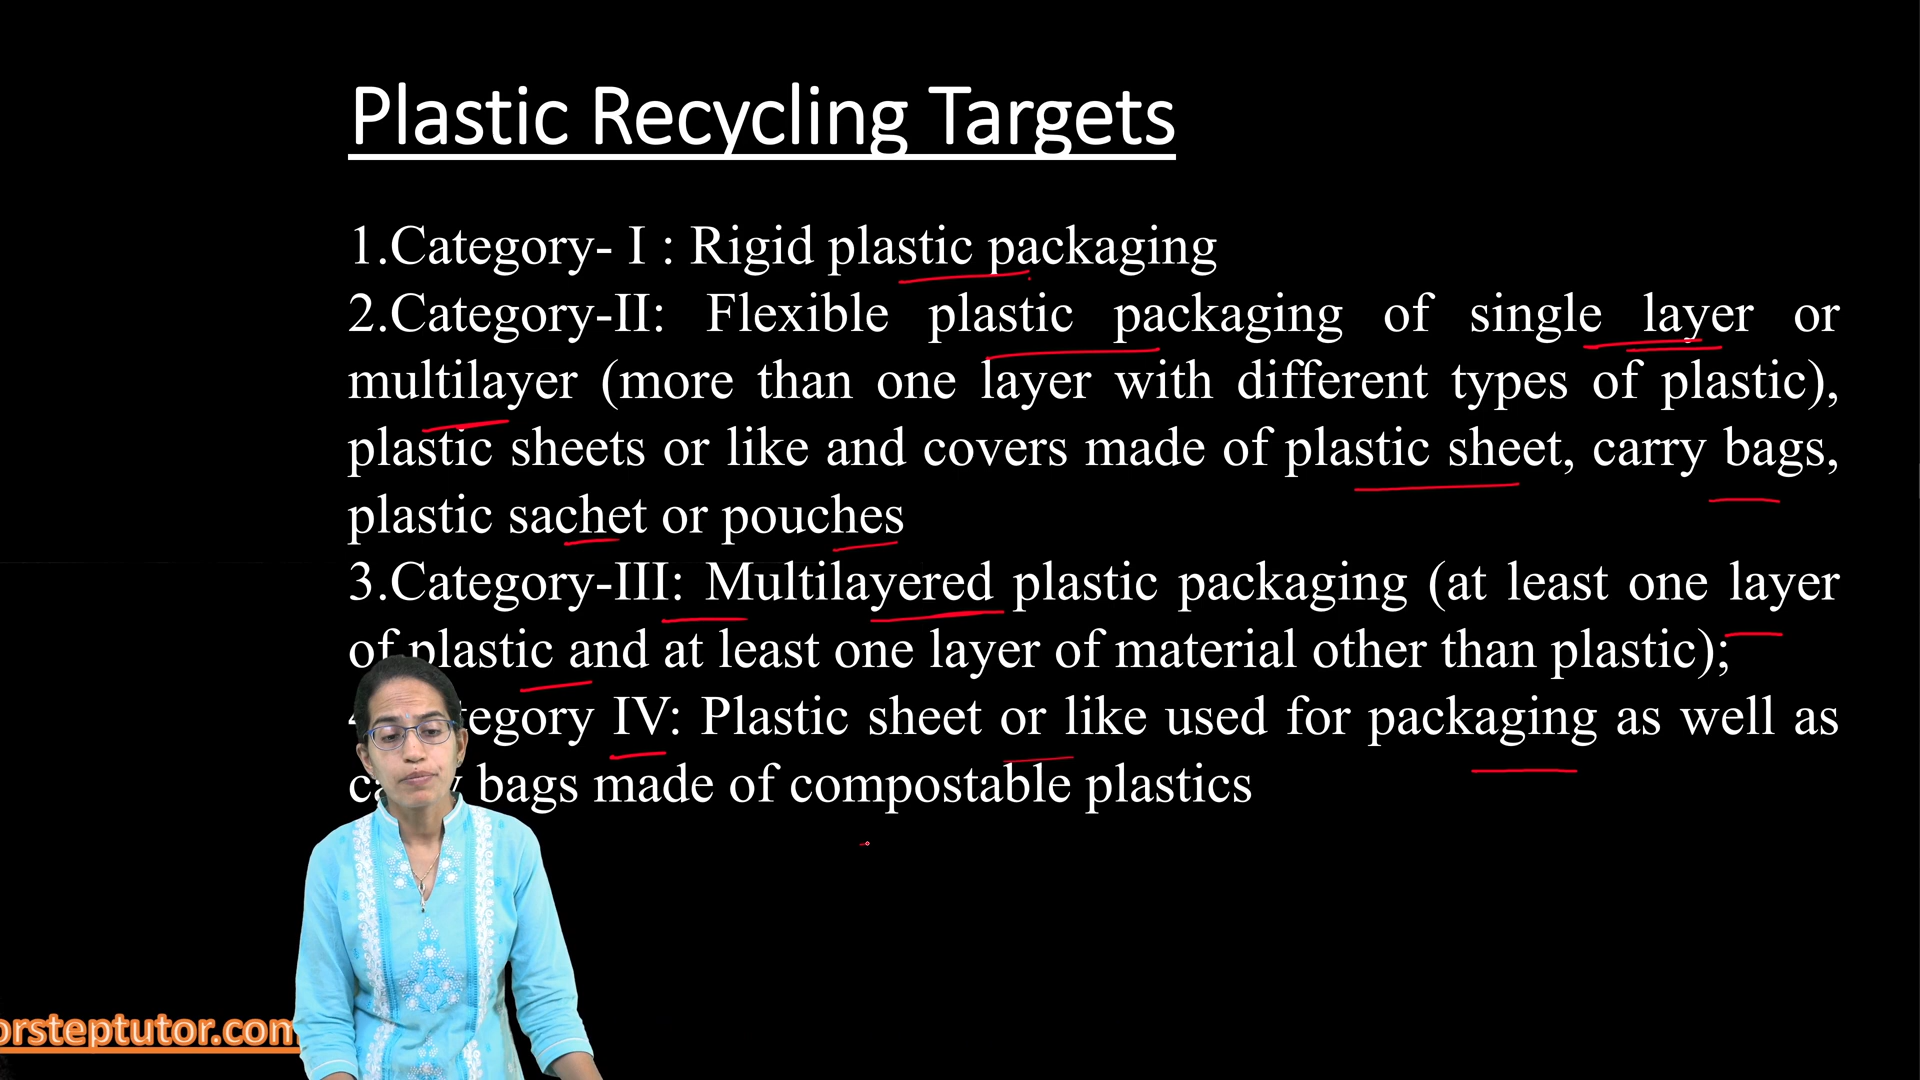 Plastic Recycling Targets
1.Category- I : Rigid plastic packaging
2.Category-II: Flexible plastic packaging of single layer or
multilayer (more than one layer with different types of plastic),
plastic sheets or like and covers made of plastic sheet, carry bags,
plastic sachet or pouches
3.Category-III: Multilayered plastic packaging (at least one layer
of plastic and at least one layer of material other than plastic);
IV: Plastic sheet or like used for packaging as well as
bags made of compostable plastics
orsteptutor.com